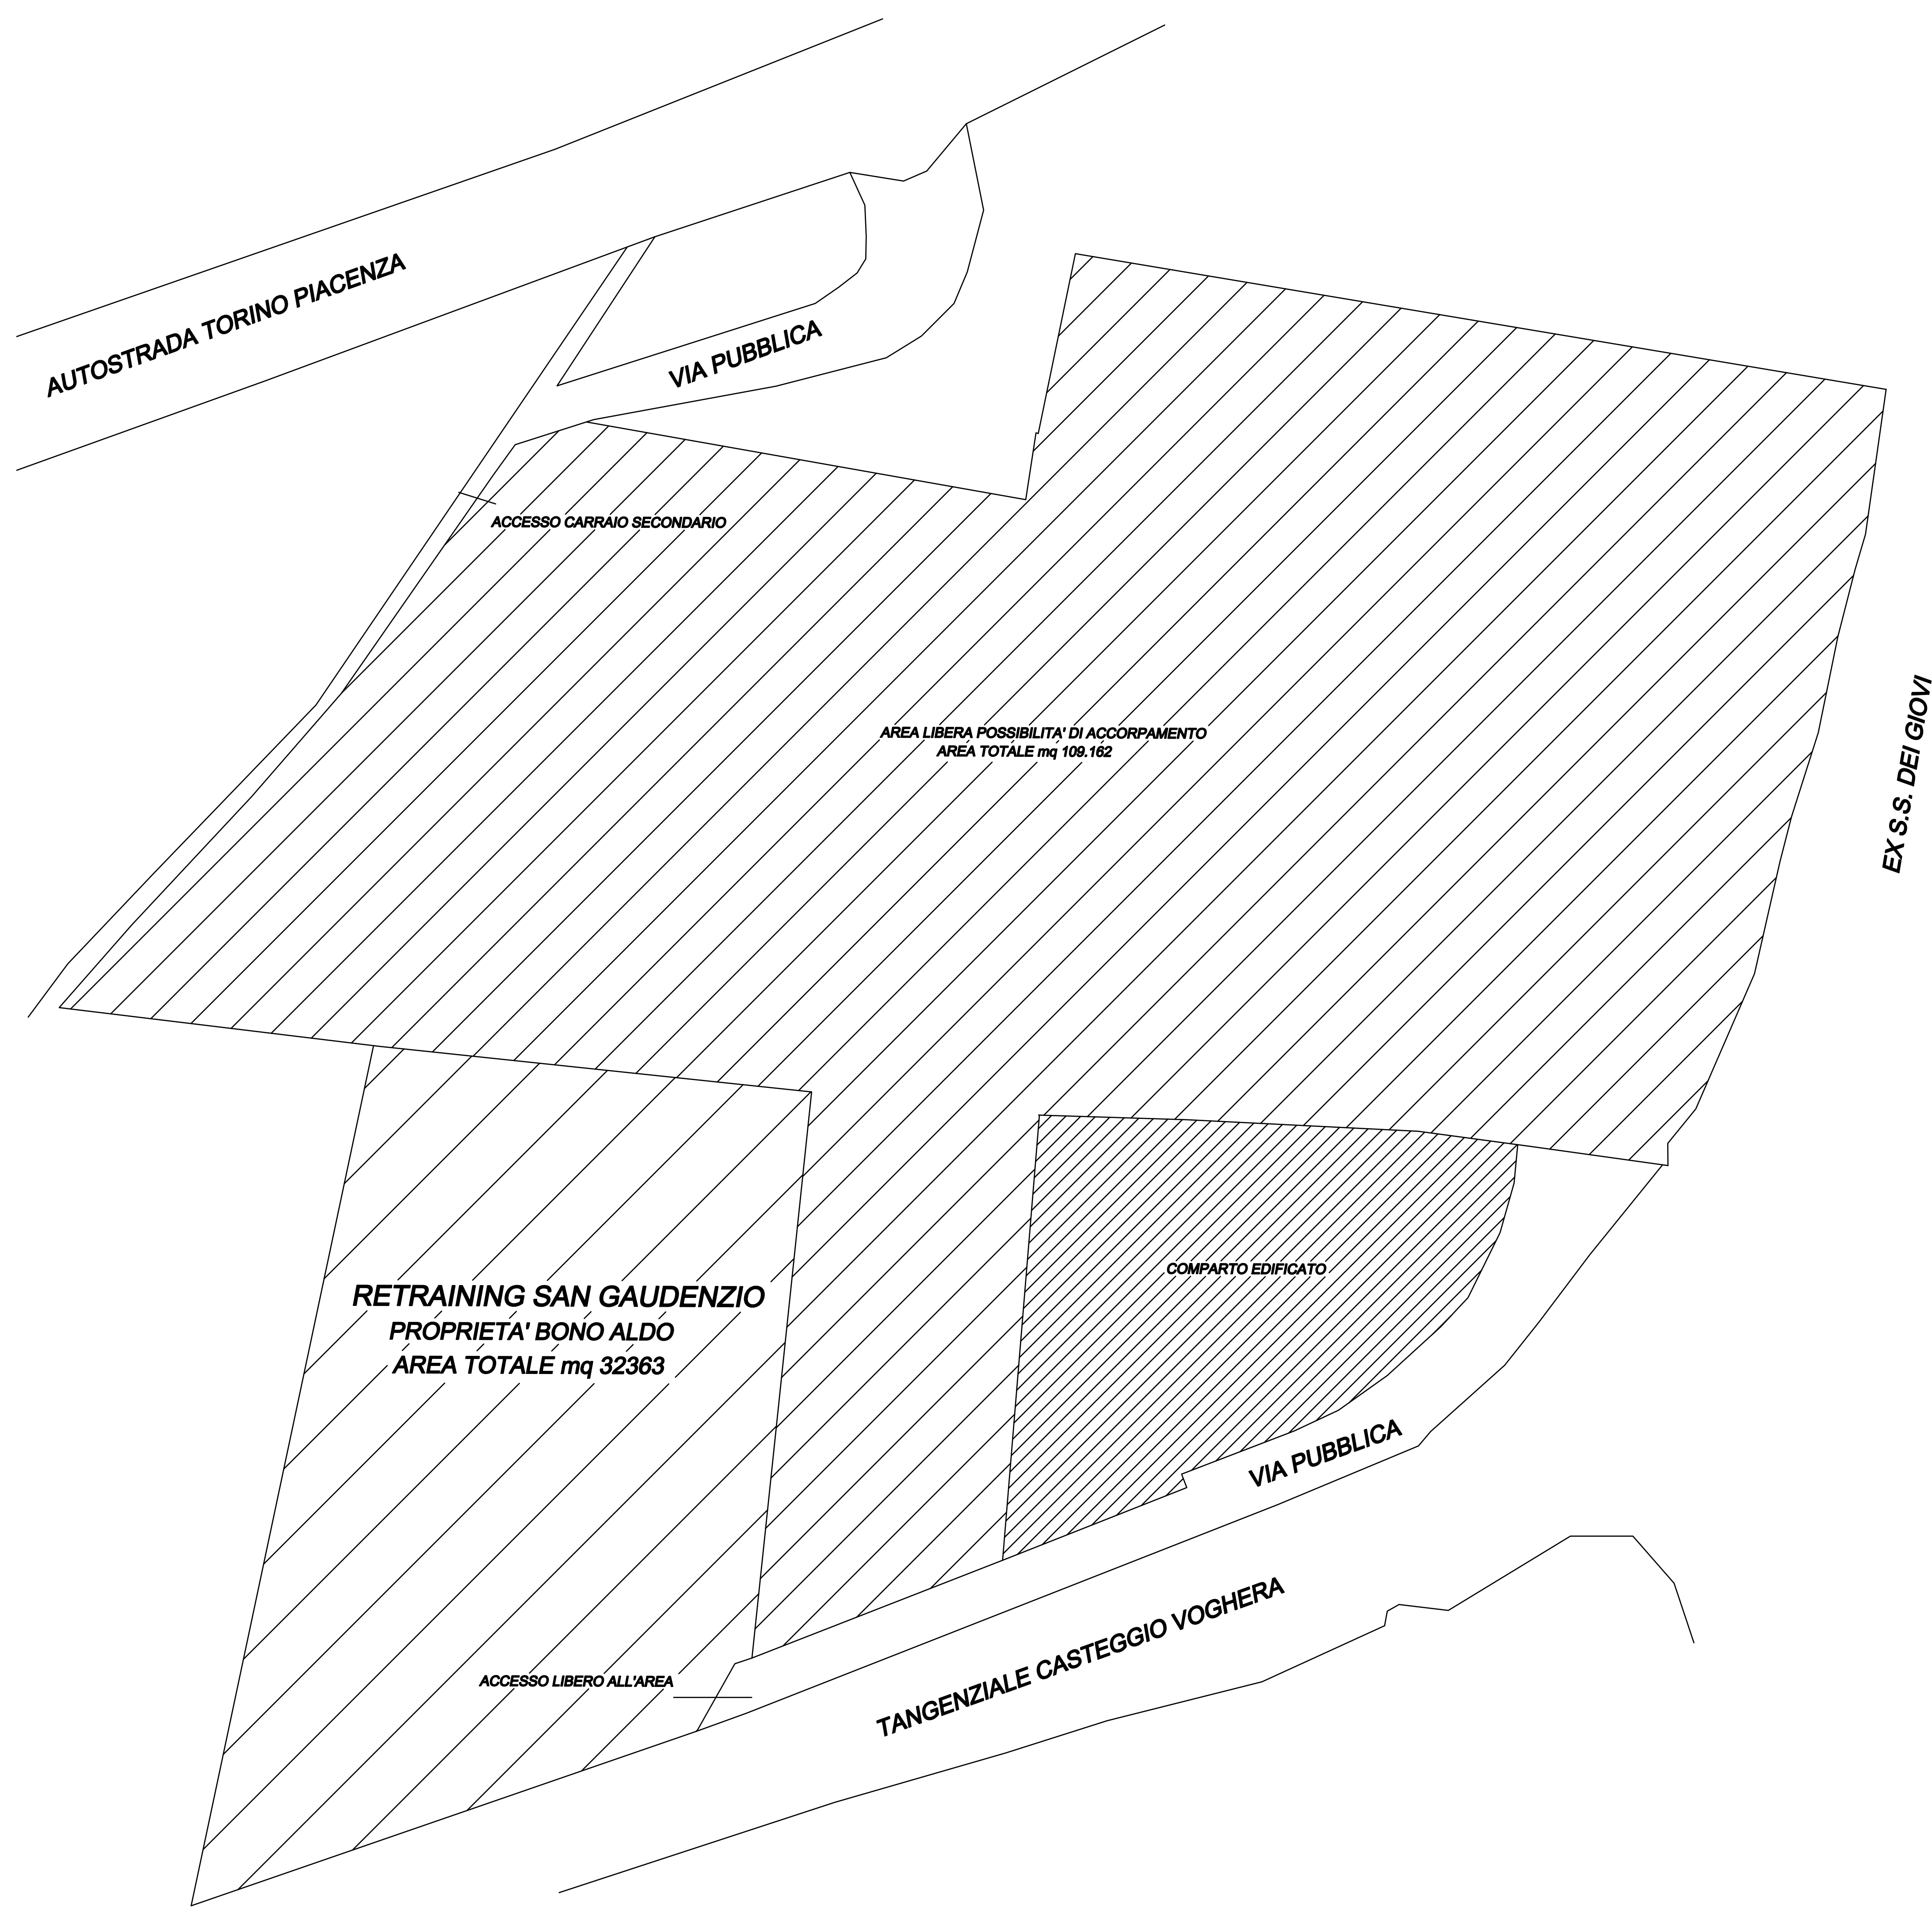 AUTOSTRADA TORINO PIACENZA
VIA PUBBLICA
ACCESSO CARRAIO SECONDARIO
AREA LIBERA POSSIBILITA' DI ACCORPAMENTO
AREA TOTALE mq 109.162
EX S.S. DEI GIOVI
COMPARTO EDIFICATO
RETRAINING SAN GAUDENZIO
PROPRIETA' BONO ALDO
AREA TOTALE mq 32363
VIA PUBBLICA
TANGENZIALE CASTEGGIO VOGHERA
ACCESSO LIBERO ALL'AREA